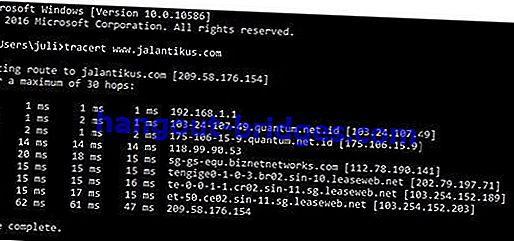 rosoft Windows [Version 10.0.10586]
2016 Microsoft Corporation. All rights reserved.
Users\juli>tracert www.jalantikus.com
ing route to jalantikus.com [209.58.176.154]
r a maximum of 30 hops:
1 ms 1 ms 1 ms 192.168.1.1
1 ms 2 ms 103-24-107-49.quantum.net.id [103.24.107.49]
2 ms 1 ms 175-106-15-9.quantum.net.id [175.106.15.9]
14 ms 14 ms 14 ms 118.99.90.53
20 ms 18 ms 15 ms sg-gs-equ.biznetnetworks.com [112.78.190.141]
15 ms 15 ms 15 ms tengige0-1-0-3.br02.sin-10.leaseweb.net [202.79.197.71]
15 ms 15 ms 16 ms te-0-0-1-1.cr02.sin-11.sg.leaseweb.net [103.254.152.189]
15 ms 17 ms 15 ms et-50.ce02.sin-11.sg.leaseweb.net [103.254.152.203]
62 ms 61 ms 47 ms 209.58.176.154
e complete.
hangout-bridges.com